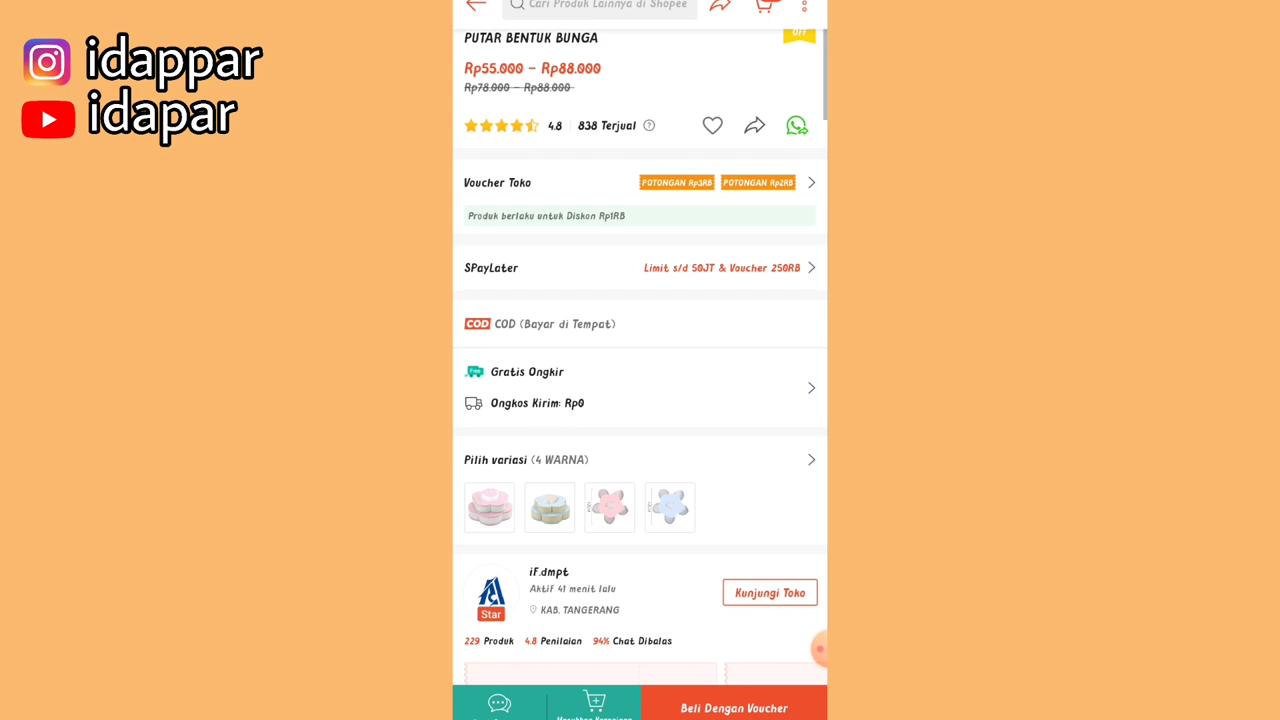 idappar
idapar
Cari Produk Lainnya di Shopee
PUTAR BENTUK BUNGA
Off
Rp55.000 - Rp88.000
Rp78.000 - Rp88.000
4.8 838 Terjual ?
Voucher Toko POTONGAN Rp3RB POTONGAN Rp2RB
Produk berlaku untuk Diskon Rp1RB
SPayLater Limit s/d 50JT & Voucher 250RB
COD COD (Bayar di Tempat)
Free Gratis Ongkir
Ongkos Kirim: Rp0
Pilih variasi (4 WARNA)
iF.dmpt
Aktif 41 menit lalu
Kunjungi Toko
KAB. TANGERANG
Star
229 Produk 4.8 Penilaian 94% Chat Dibalas
Beli Dengan Voucher